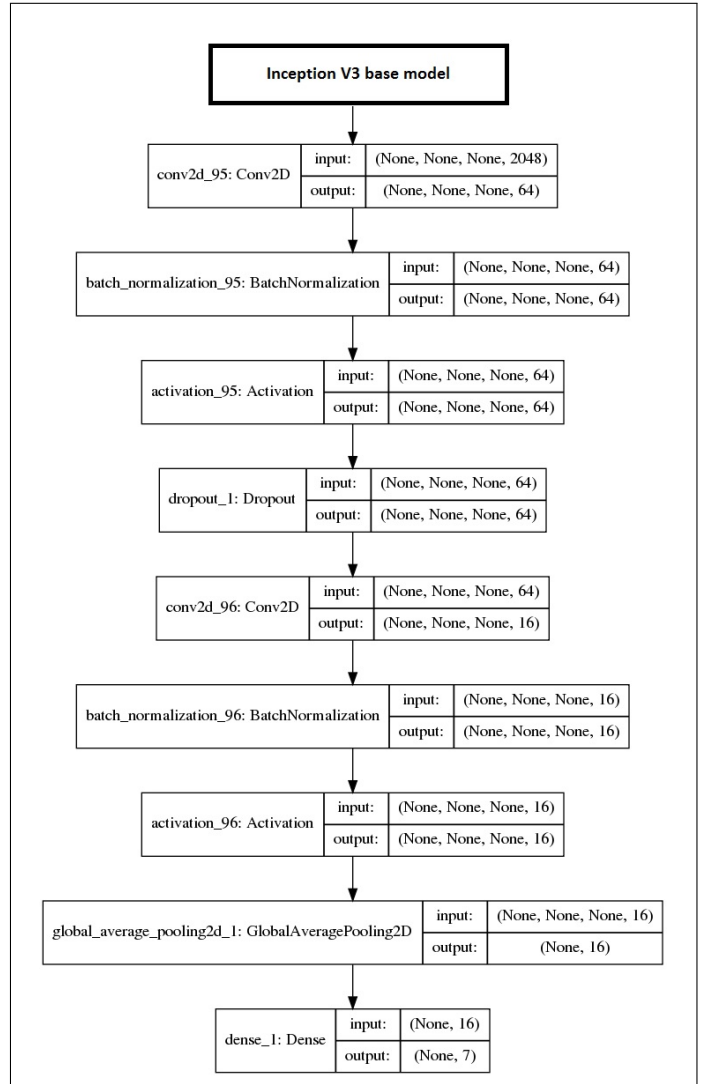 Inception V3 base model
conv2d_95: Conv2D
input: (None, None, None, 2048)
output: (None, None, None, 64)
batch_normalization_95: BatchNormalization
input: (None, None, None, 64)
output: (None, None, None, 64)
activation_95: Activation
input: (None, None, None, 64)
output: (None, None, None, 64)
dropout_1: Dropout
input: (None, None, None, 64)
output: (None, None, None, 64)
conv2d_96: Conv2D
input: (None, None, None, 64)
output: (None, None, None, 16)
batch_normalization_96: BatchNormalization
input: (None, None, None, 16)
output: (None, None, None, 16)
activation_96: Activation
input: (None, None, None, 16)
output: (None, None, None, 16)
global_average_pooling2d_1: GlobalAveragePooling2D
input: (None, None, None, 16)
output: (None, 16)
dense_1: Dense
input: (None, 16)
output: (None, 7)